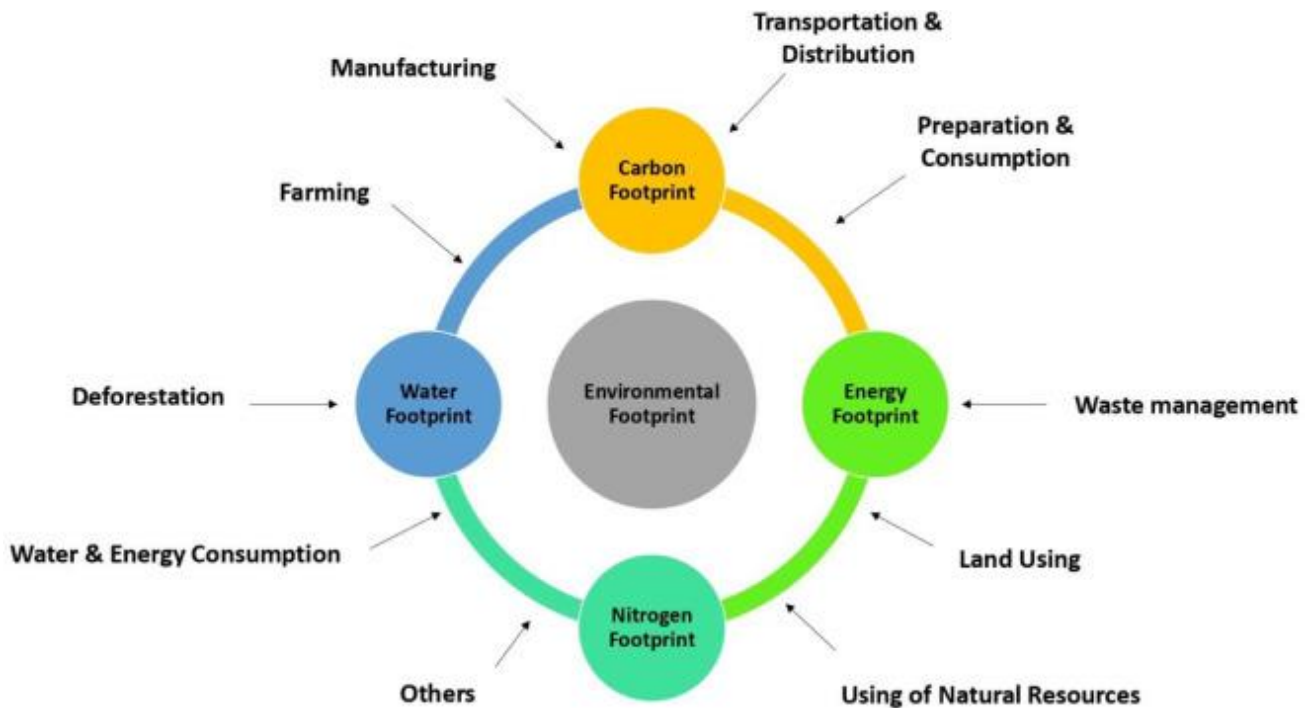 Transportation &
Distribution
Manufacturing
Preparation &
Consumption
Carbon
Footprint
Farming
Deforestation
Water
Footprint
Environmental
Footprint
Energy
Footprint
Waste management
Water & Energy Consumption
Land Using
Nitrogen
Footprint
Others
Using of Natural Resources